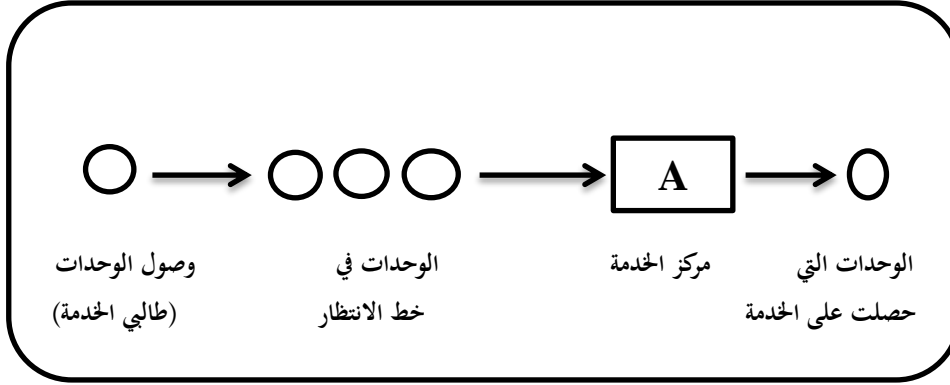 A
وصول الوحدات
(طالبي الخدمة)
الوحدات في
خط الانتظار
مركز الخدمة
الوحدات التي
حصلت على الخدمة